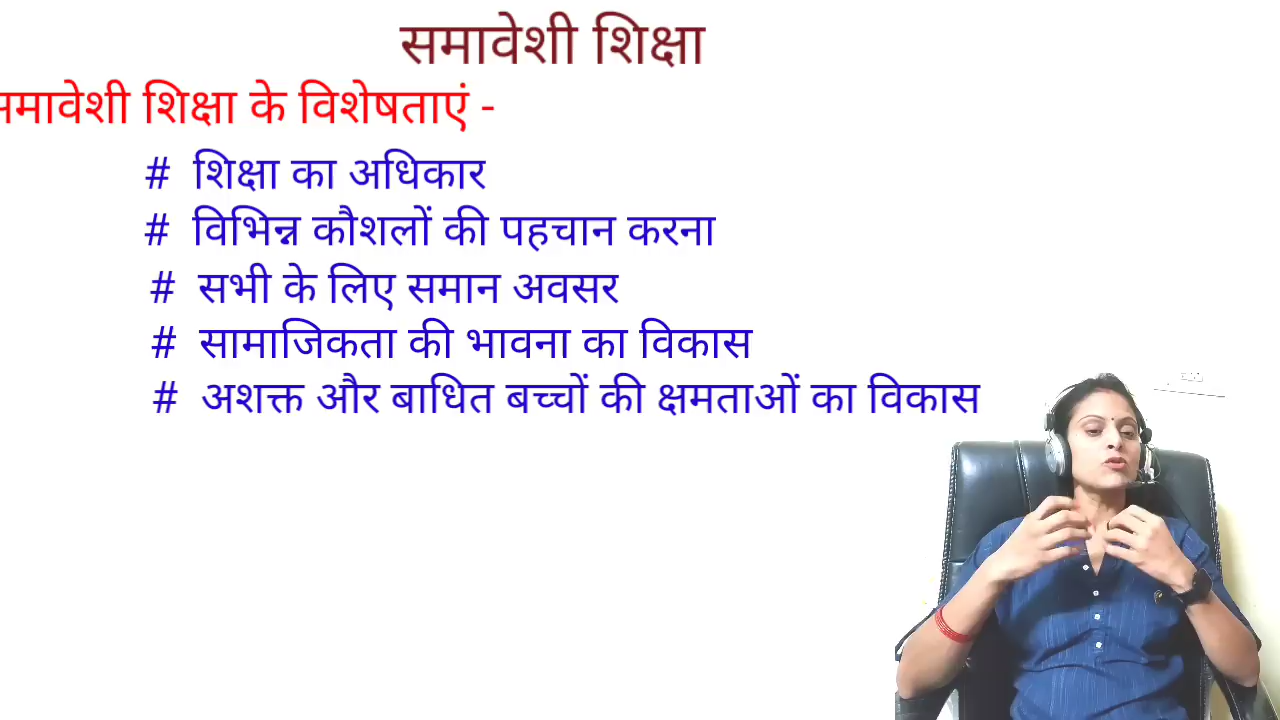 समावेशी शिक्षा
समावेशी शिक्षा के विशेषताएं -
# शिक्षा का अधिकार
# विभिन्न कौशलों की पहचान करना
# सभी के लिए समान अवसर
# सामाजिकता की भावना का विकास
# अशक्त और बाधित बच्चों की क्षमताओं का विकास